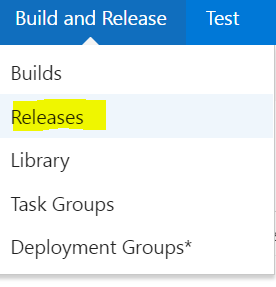 Build and Release Test
Builds
Releases
Library
Task Groups
Deployment Groups*